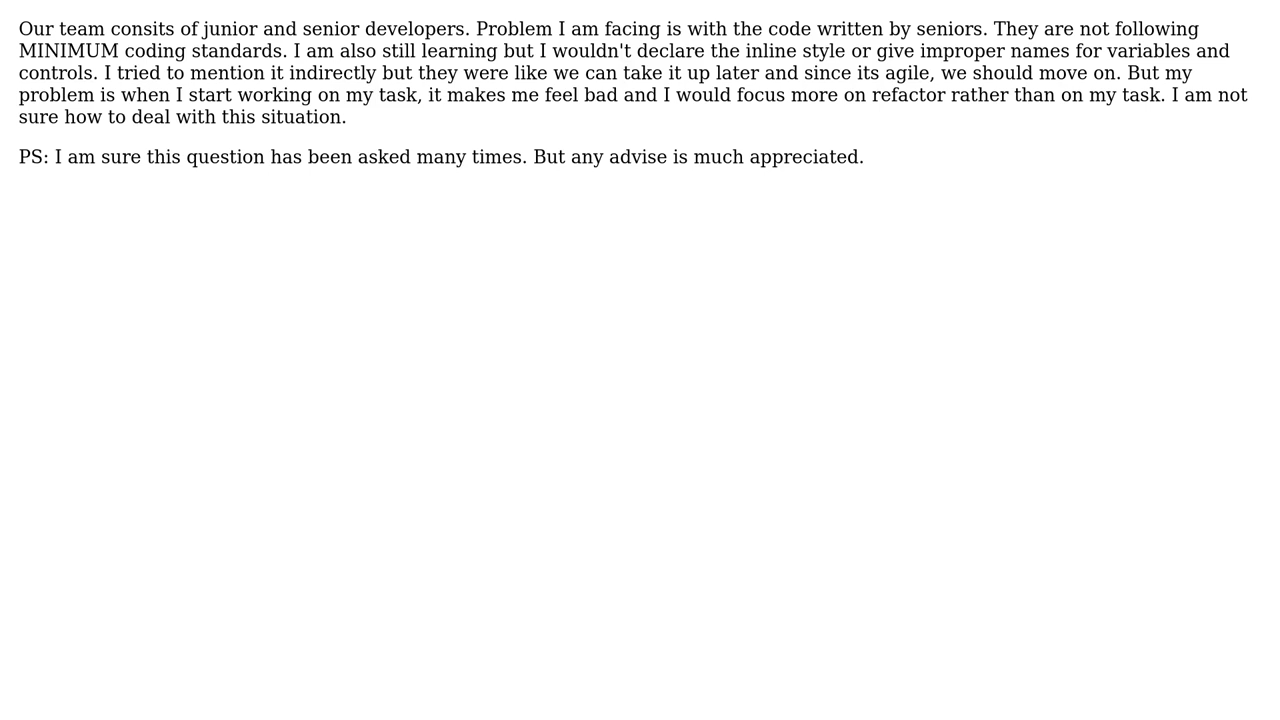 Our team consits of junior and senior developers. Problem I am facing is with the code written by seniors. They are not following
MINIMUM coding standards. I am also still learning but I wouldn't declare the inline style or give improper names for variables and
controls. I tried to mention it indirectly but they were like we can take it up later and since its agile, we should move on. But my
problem is when I start working on my task, it makes me feel bad and I would focus more on refactor rather than on my task. I am not
sure how to deal with this situation.
PS: I am sure this question has been asked many times. But any advise is much appreciated.